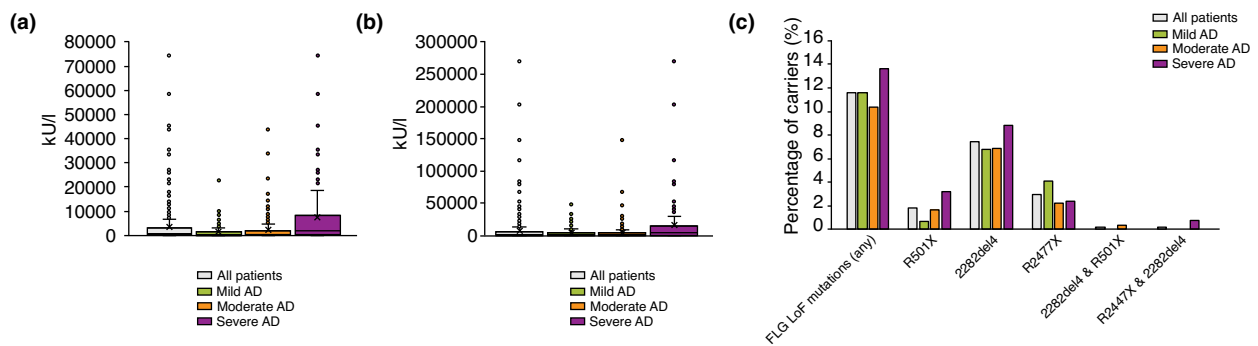 (a)
80000
70000
60000
50000
40000
30000
20000
10000
0
kU/l
All patients
Mild AD
Moderate AD
Severe AD
(b)
300000
250000
200000
150000
100000
50000
0
kU/l
All patients
Mild AD
Moderate AD
Severe AD
(c)
All patients
Mild AD
Moderate AD
Severe AD
Percentage of carriers (%)
16
14
12
10
8
6
4
2
0
FLG LoF mutations (any)
R501X
2282del4
R2477X
2282del4 & R501X
R2447X & 2282del4